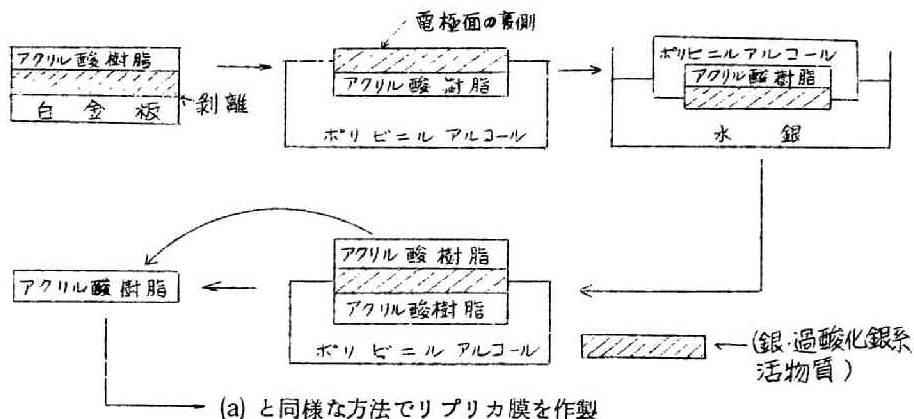 電極面の裏側
アクリル酸樹脂
白金板
剥離
アクリル酸樹脂
ポリビニルアルコール
ポリビニルアルコール
アクリル酸樹脂
水銀
アクリル酸樹脂
アクリル酸樹脂
アクリル酸樹脂
ポリビニルアルコール
(銀・過酸化銀系
活物質)
(a) と同様な方法でリプリカ膜を作製